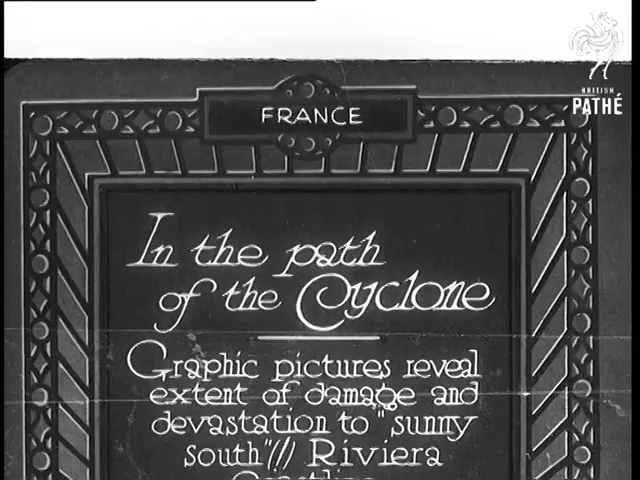 BRITISH
PATHÉ
FRANCE
In the path
of the Cyclone
Graphic pictures reveal
extent of damage and
devastation to "sunny
south"(!) Riviera